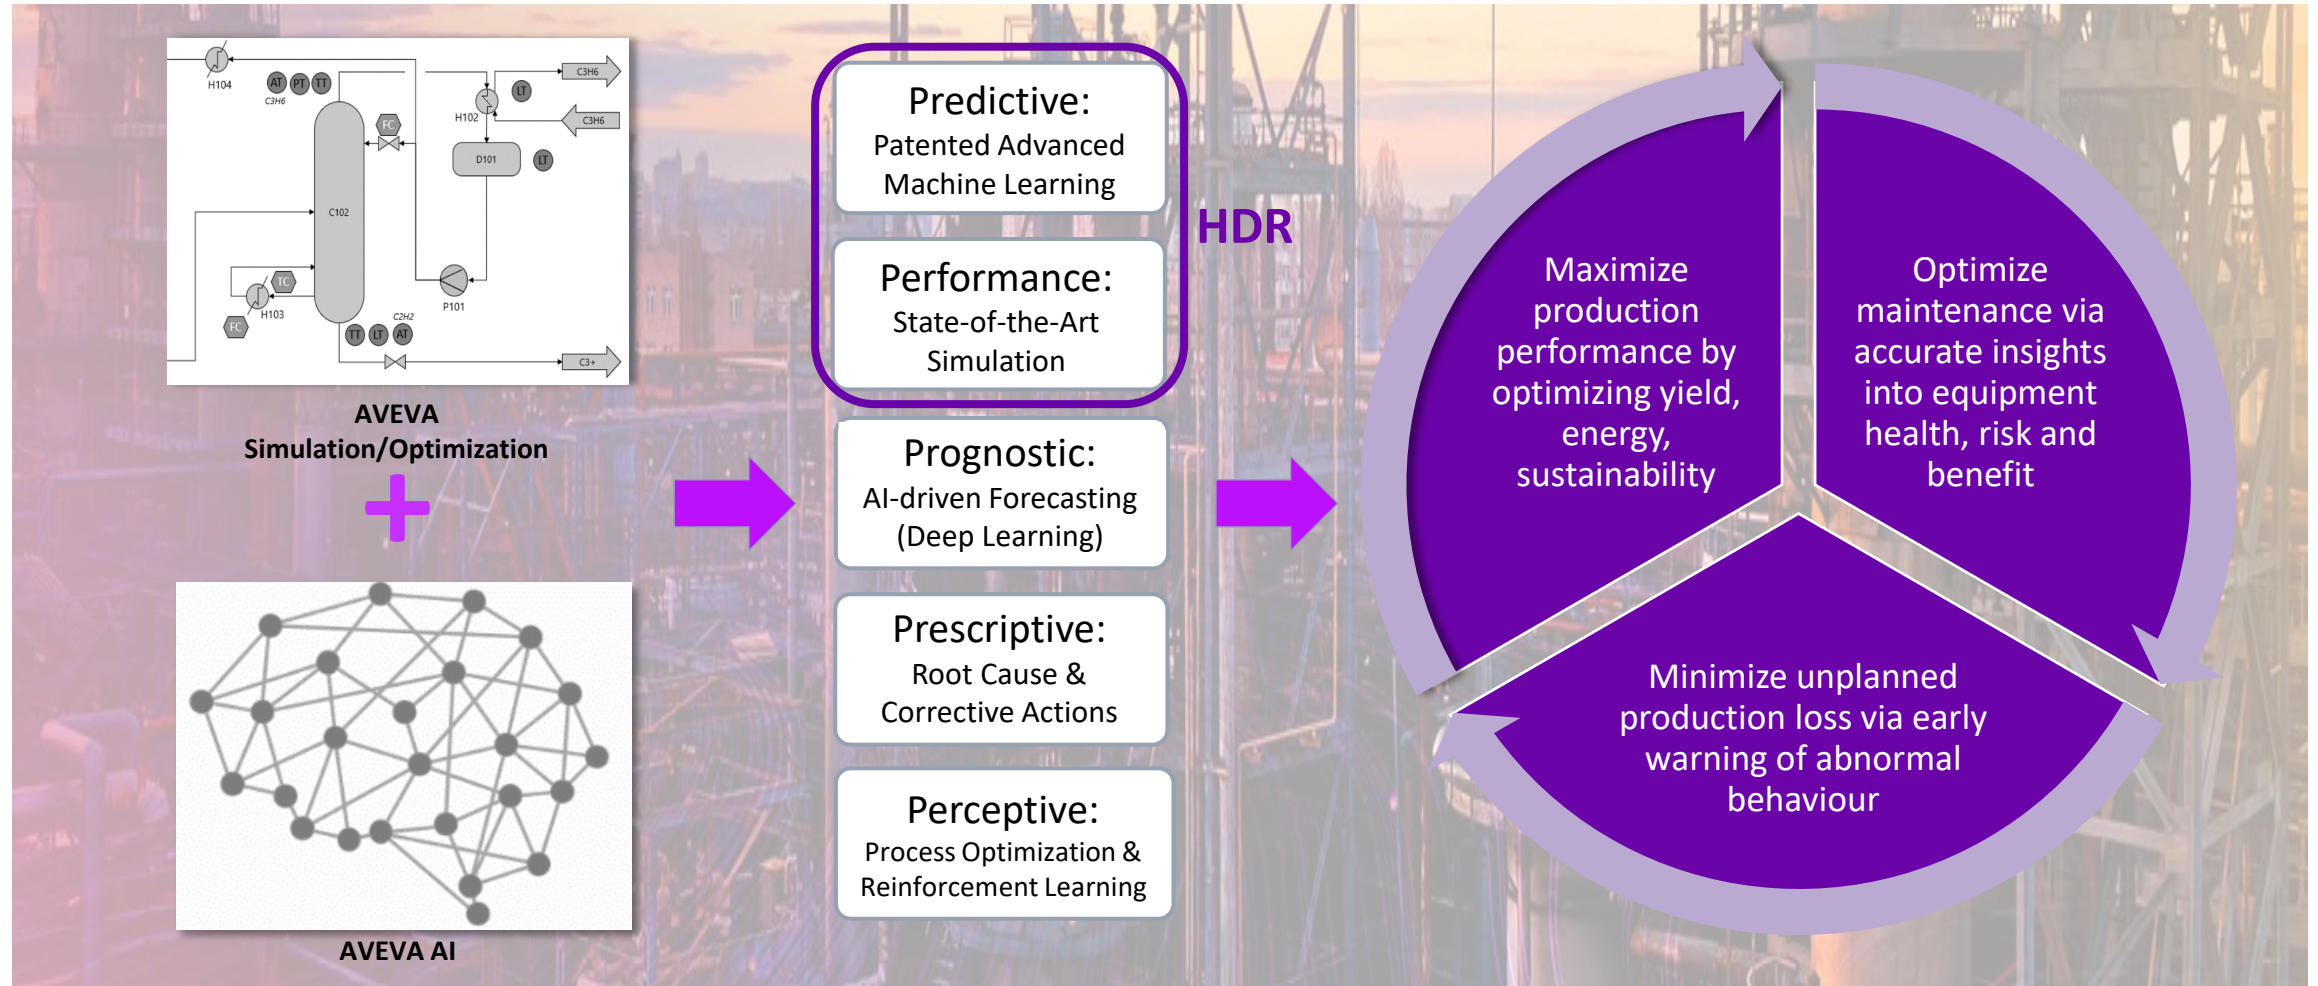 H104
AT PT TT
C3H6
C3H6
LT
H102
C3H6
FC
D101
LT
C102
TC
H103
FC
P101
C2H2
TT LT AT
C3+
AVEVA
Simulation/Optimization
+
AVEVA AI
Predictive:
Patented Advanced
Machine Learning
Performance:
State-of-the-Art
Simulation
HDR
Prognostic:
AI-driven Forecasting
(Deep Learning)
Prescriptive:
Root Cause &
Corrective Actions
Perceptive:
Process Optimization &
Reinforcement Learning
Maximize
production
performance by
optimizing yield,
energy,
sustainability
Optimize
maintenance via
accurate insights
into equipment
health, risk and
benefit
Minimize unplanned
production loss via early
warning of abnormal
behaviour